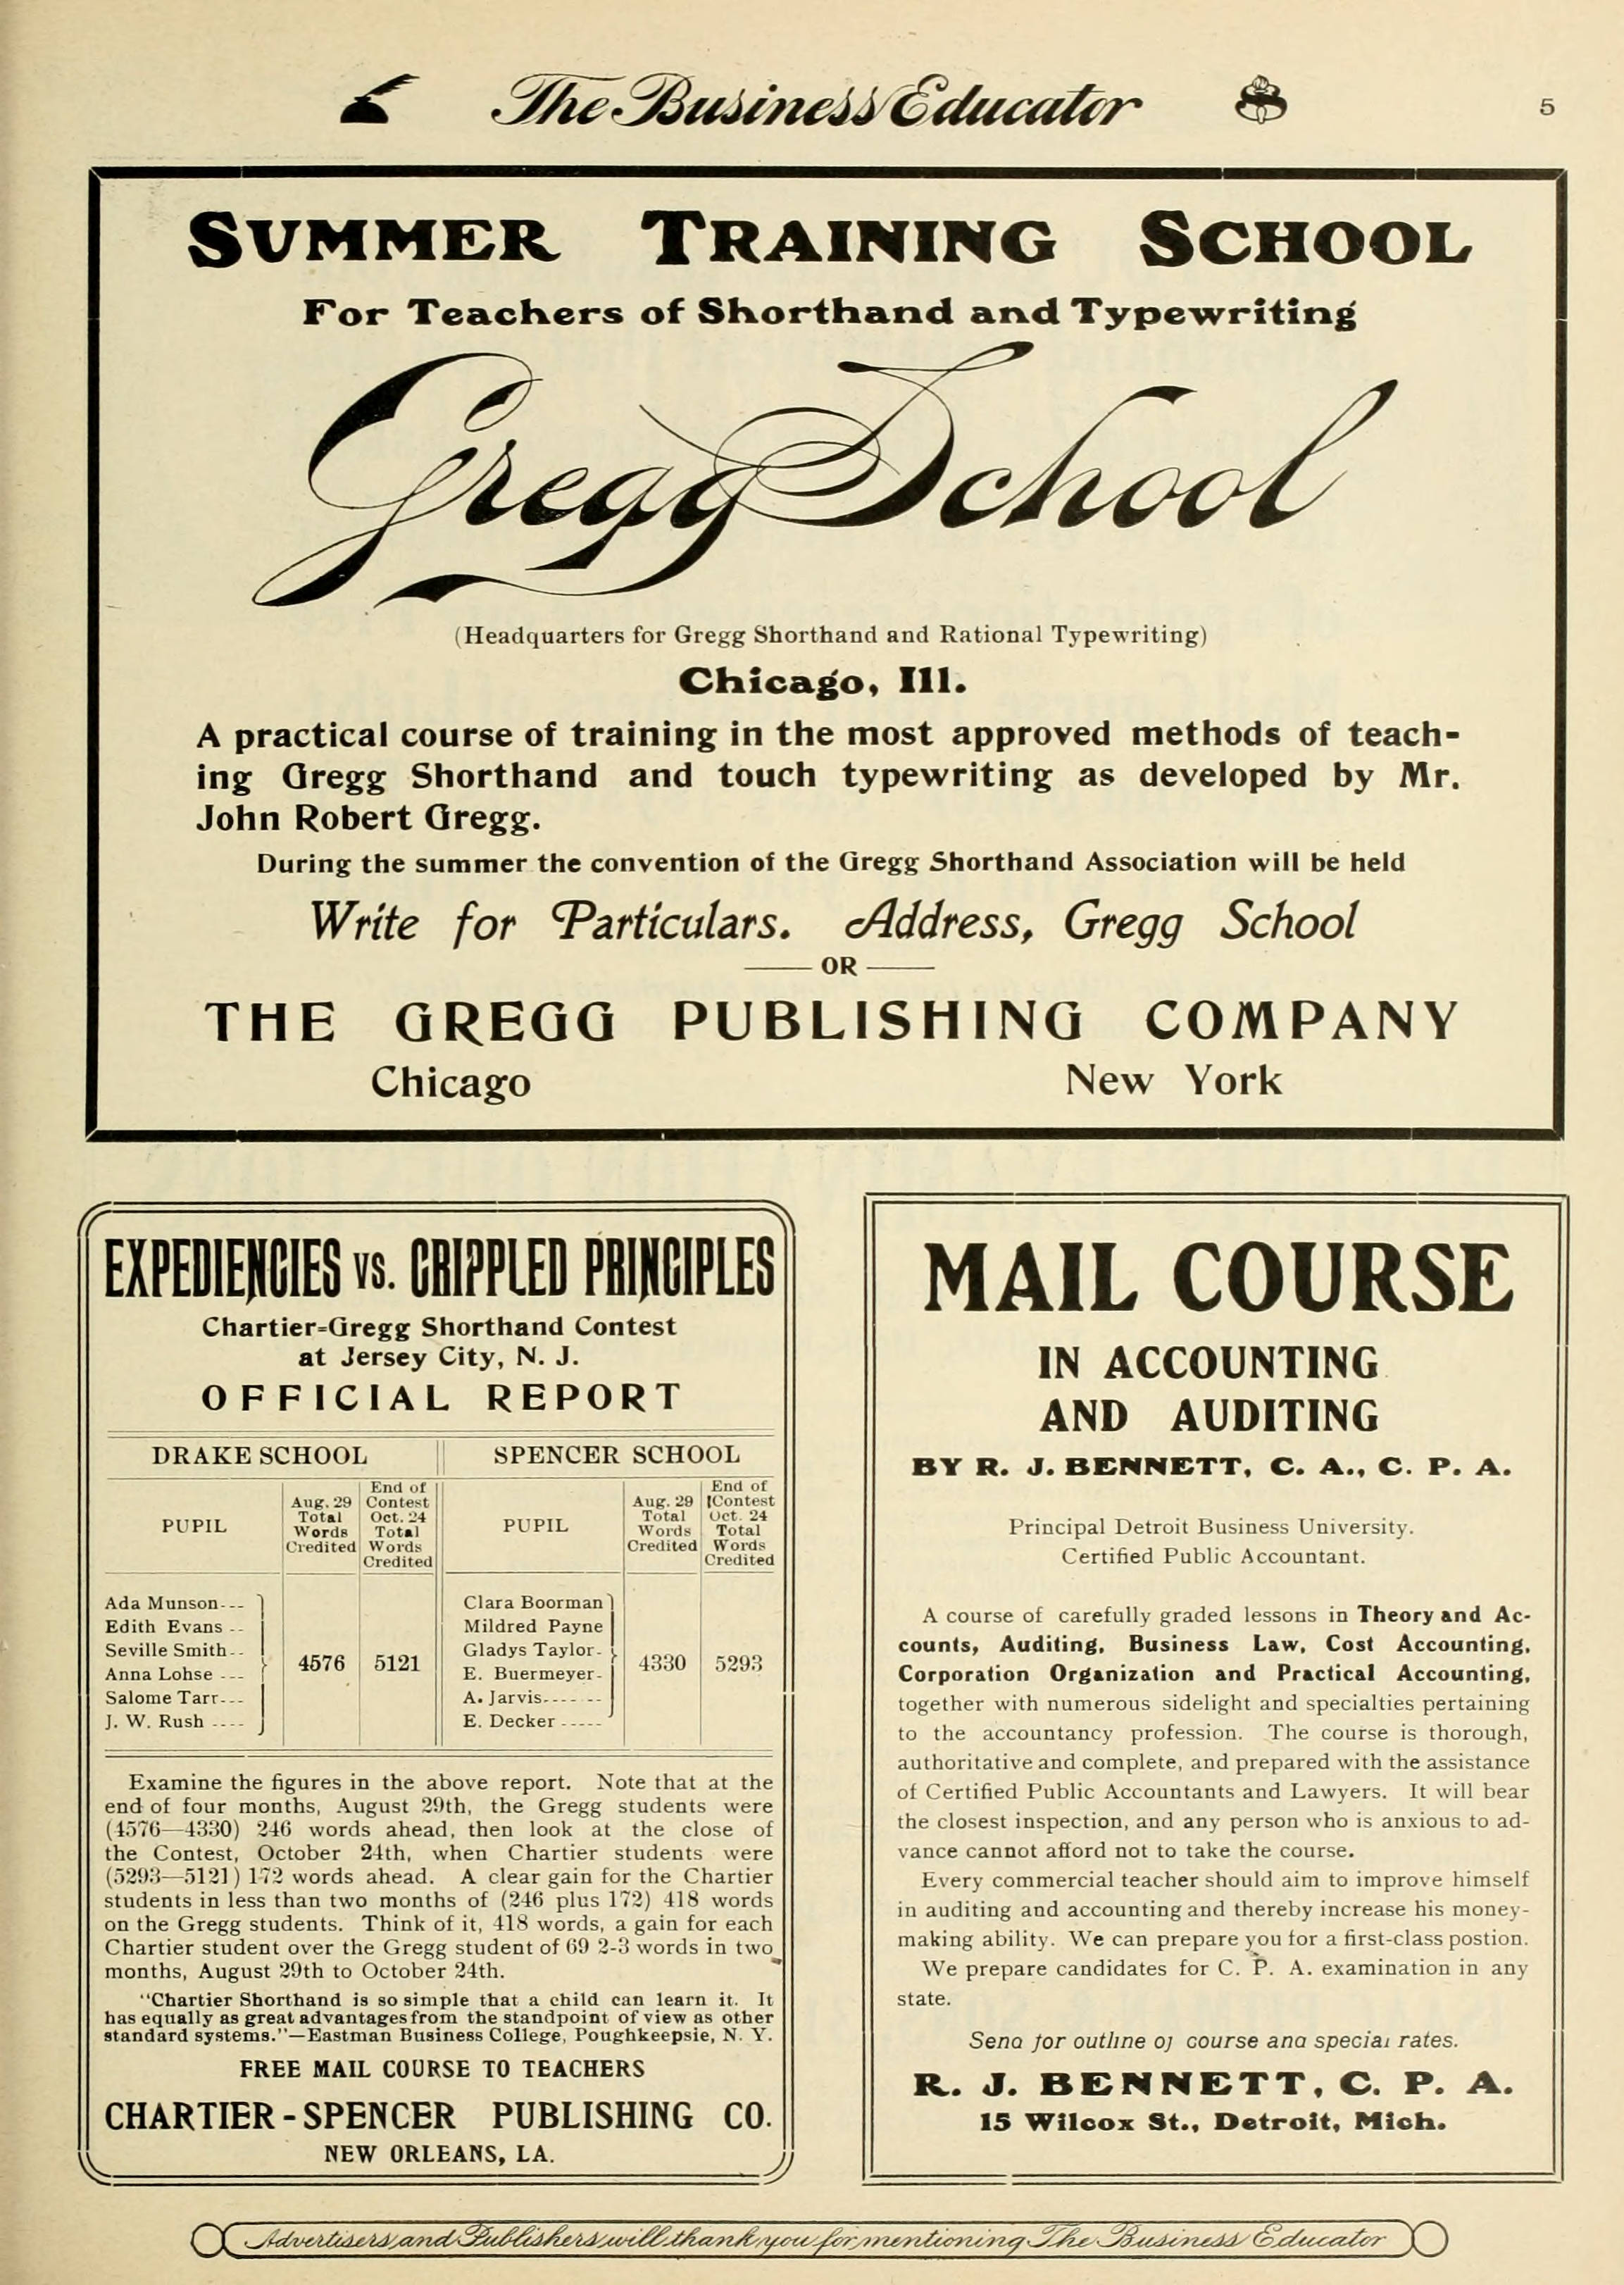 The Business Educator
5
SUMMER TRAINING SCHOOL
For Teachers of Shorthand and Typewriting
Gregg School
(Headquarters for Gregg Shorthand and Rational Typewriting)
Chicago, Ill.
A practical course of training in the most approved methods of teach-
ing Gregg Shorthand and touch typewriting as developed by Mr.
John Robert Gregg.
During the summer the convention of the Gregg Shorthand Association will be held
Write for Particulars. Address, Gregg School
OR
THE GREGG PUBLISHING COMPANY
Chicago New York
EXPEDIENCIES vs. CRIPPLED PRINCIPLES
Chartier=Gregg Shorthand Contest
at Jersey City, N. J.
OFFICIAL REPORT
DRAKE SCHOOL SPENCER SCHOOL
PUPIL
Aug. 29
Total
Words
Credited
End of
Contest
Oct. 24
Total
Words
Credited
PUPIL
Aug. 29
Total
Words
Credited
End of
Contest
Oct. 24
Total
Words
Credited
Ada Munson---
Edith Evans --
Seville Smith--
Anna Lohse ---
Salome Tarr---
J. W. Rush ----
4576 5121
Clara Boorman
Mildred Payne
Gladys Taylor-
E. Buermeyer-
A. Jarvis-------
E. Decker -----
4330 5293
Examine the figures in the above report. Note that at the
end of four months, August 29th, the Gregg students were
(4576—4330) 246 words ahead, then look at the close of
the Contest, October 24th, when Chartier students were
(5293—5121) 172 words ahead. A clear gain for the Chartier
students in less than two months of (246 plus 172) 418 words
on the Gregg students. Think of it, 418 words, a gain for each
Chartier student over the Gregg student of 69 2-3 words in two
months, August 29th to October 24th.
"Chartier Shorthand is so simple that a child can learn it. It
has equally as great advantages from the standpoint of view as other
standard systems."—Eastman Business College, Poughkeepsie, N. Y.
FREE MAIL COURSE TO TEACHERS
CHARTIER-SPENCER PUBLISHING CO.
NEW ORLEANS, LA.
MAIL COURSE
IN ACCOUNTING
AND AUDITING
BY R. J. BENNETT, C. A., C. P. A.
Principal Detroit Business University.
Certified Public Accountant.
A course of carefully graded lessons in Theory and Ac-
counts, Auditing, Business Law, Cost Accounting,
Corporation Organization and Practical Accounting,
together with numerous sidelight and specialties pertaining
to the accountancy profession. The course is thorough,
authoritative and complete, and prepared with the assistance
of Certified Public Accountants and Lawyers. It will bear
the closest inspection, and any person who is anxious to ad-
vance cannot afford not to take the course.
Every commercial teacher should aim to improve himself
in auditing and accounting and thereby increase his money-
making ability. We can prepare you for a first-class postion.
We prepare candidates for C. P. A. examination in any
state.
Send for outline of course and special rates.
R. J. BENNETT, C. P. A.
15 Wilcox St., Detroit, Mich.
Advertisers and Publishers will thank you for mentioning The Business Educator